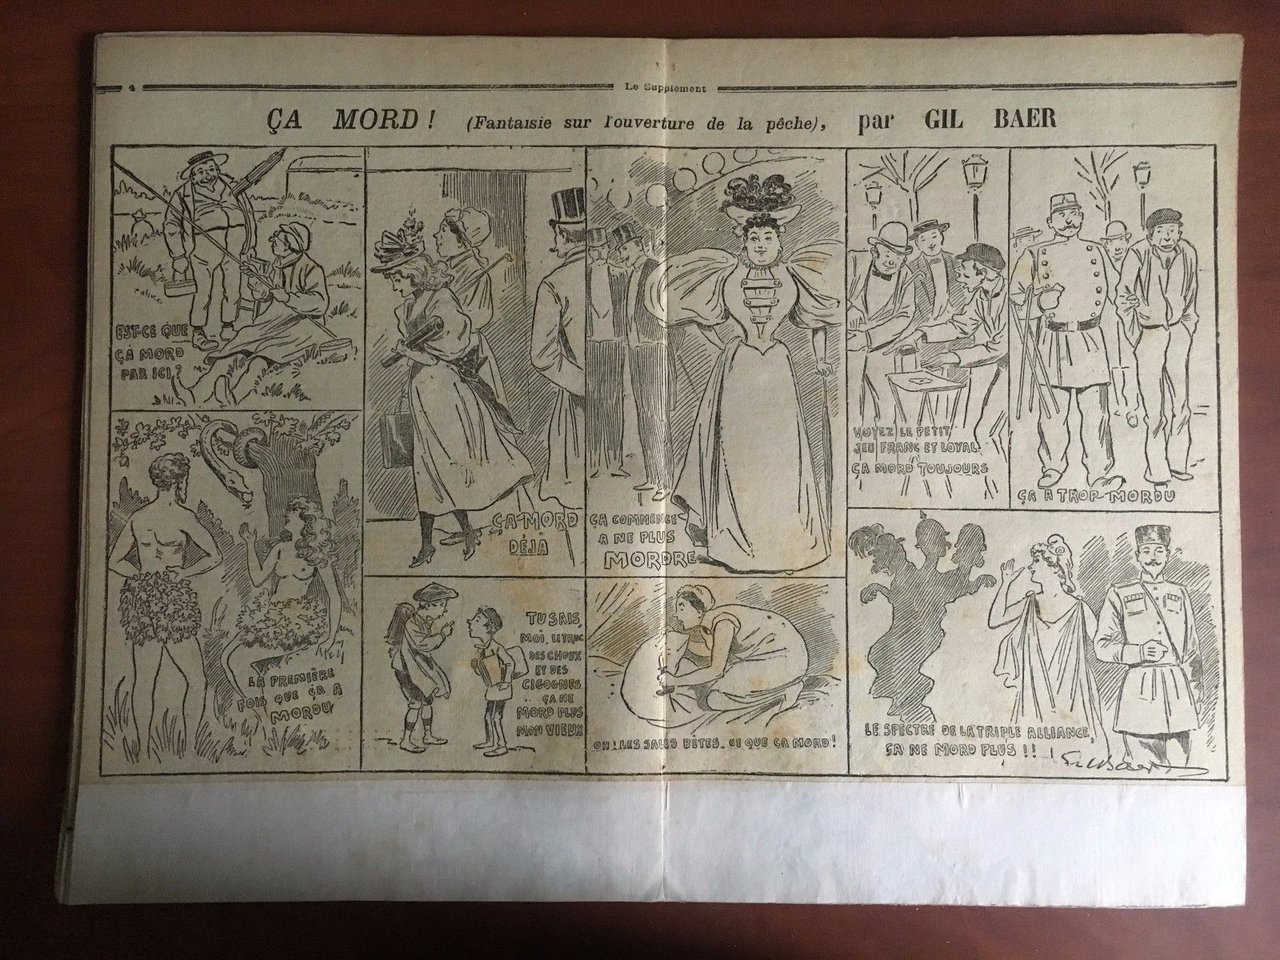 4
Le Supplément
ÇA MORD ! (Fantaisie sur l'ouverture de la pêche), par GIL BAER
EST-CE QUE
ÇA MORD
PAR ICI ?
LA PREMIÈRE
FOIS QUE ÇA A
MORDU
ÇA MORD
DÉJÀ
TU SAIS,
MOI, LE TRUC
DES CHOUX
ET DES
CIGOGNES
ÇA NE
MORD PLUS
MON VIEUX
ÇA COMMENCE
A NE PLUS
MORDRE
OH ! LES SALES BÊTES. CE QUE ÇA MORD !
VOYEZ LE PETIT
JEU FRANC ET LOYAL
ÇA MORD TOUJOURS
ÇA A TROP MORDU
LE SPECTRE DE LA TRIPLE ALLIANCE,
ÇA NE MORD PLUS !!
Gil Baer